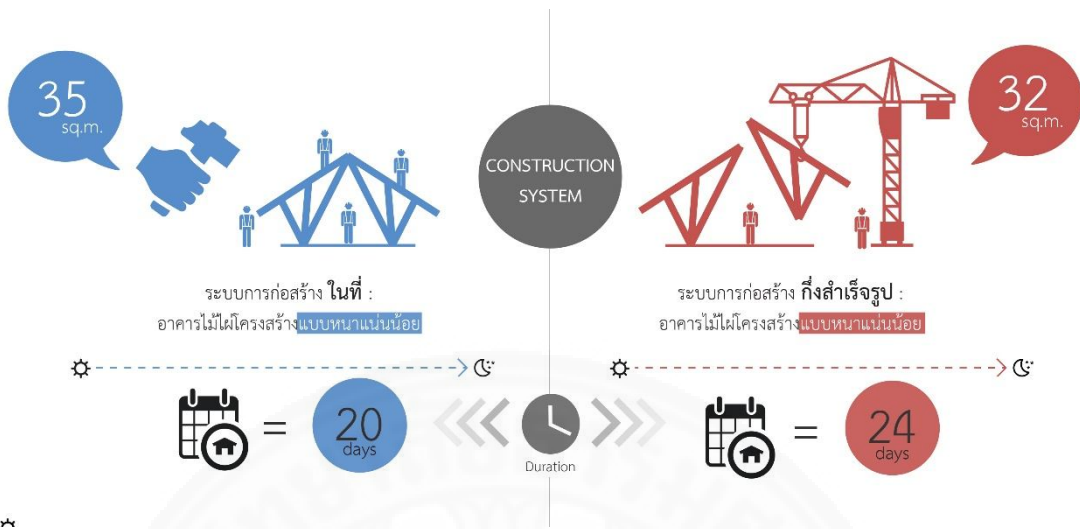 35
sq.m.
CONSTRUCTION
SYSTEM
32
sq.m.
ระบบการก่อสร้าง ในที่ :
อาคารไม้ไผ่โครงสร้างแบบหนาแน่นน้อย
ระบบการก่อสร้าง กึ่งสำเร็จรูป :
อาคารไม้ไผ่โครงสร้างแบบหนาแน่นน้อย
=
20
days
Duration
=
24
days